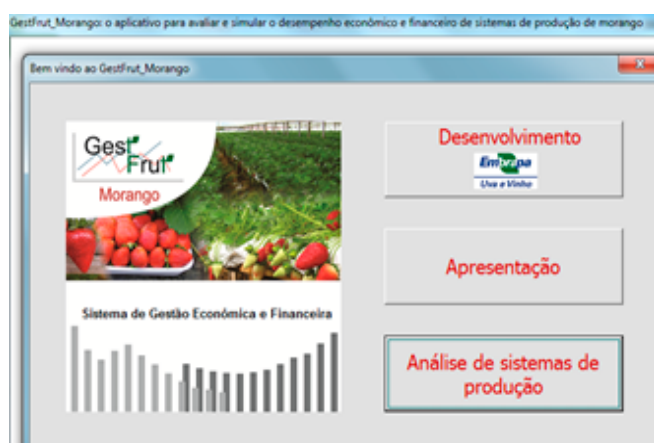 GestFrut_Morango: o aplicativo para avaliar e simular o desempenho econômico e financeiro de sistemas de produção de morango
Bem vindo ao GestFrut_Morango
Gest
Frut
Morango
Sistema de Gestão Econômica e Financeira
Desenvolvimento
Embrapa
Uva e Vinho
Apresentação
Análise de sistemas de
produção